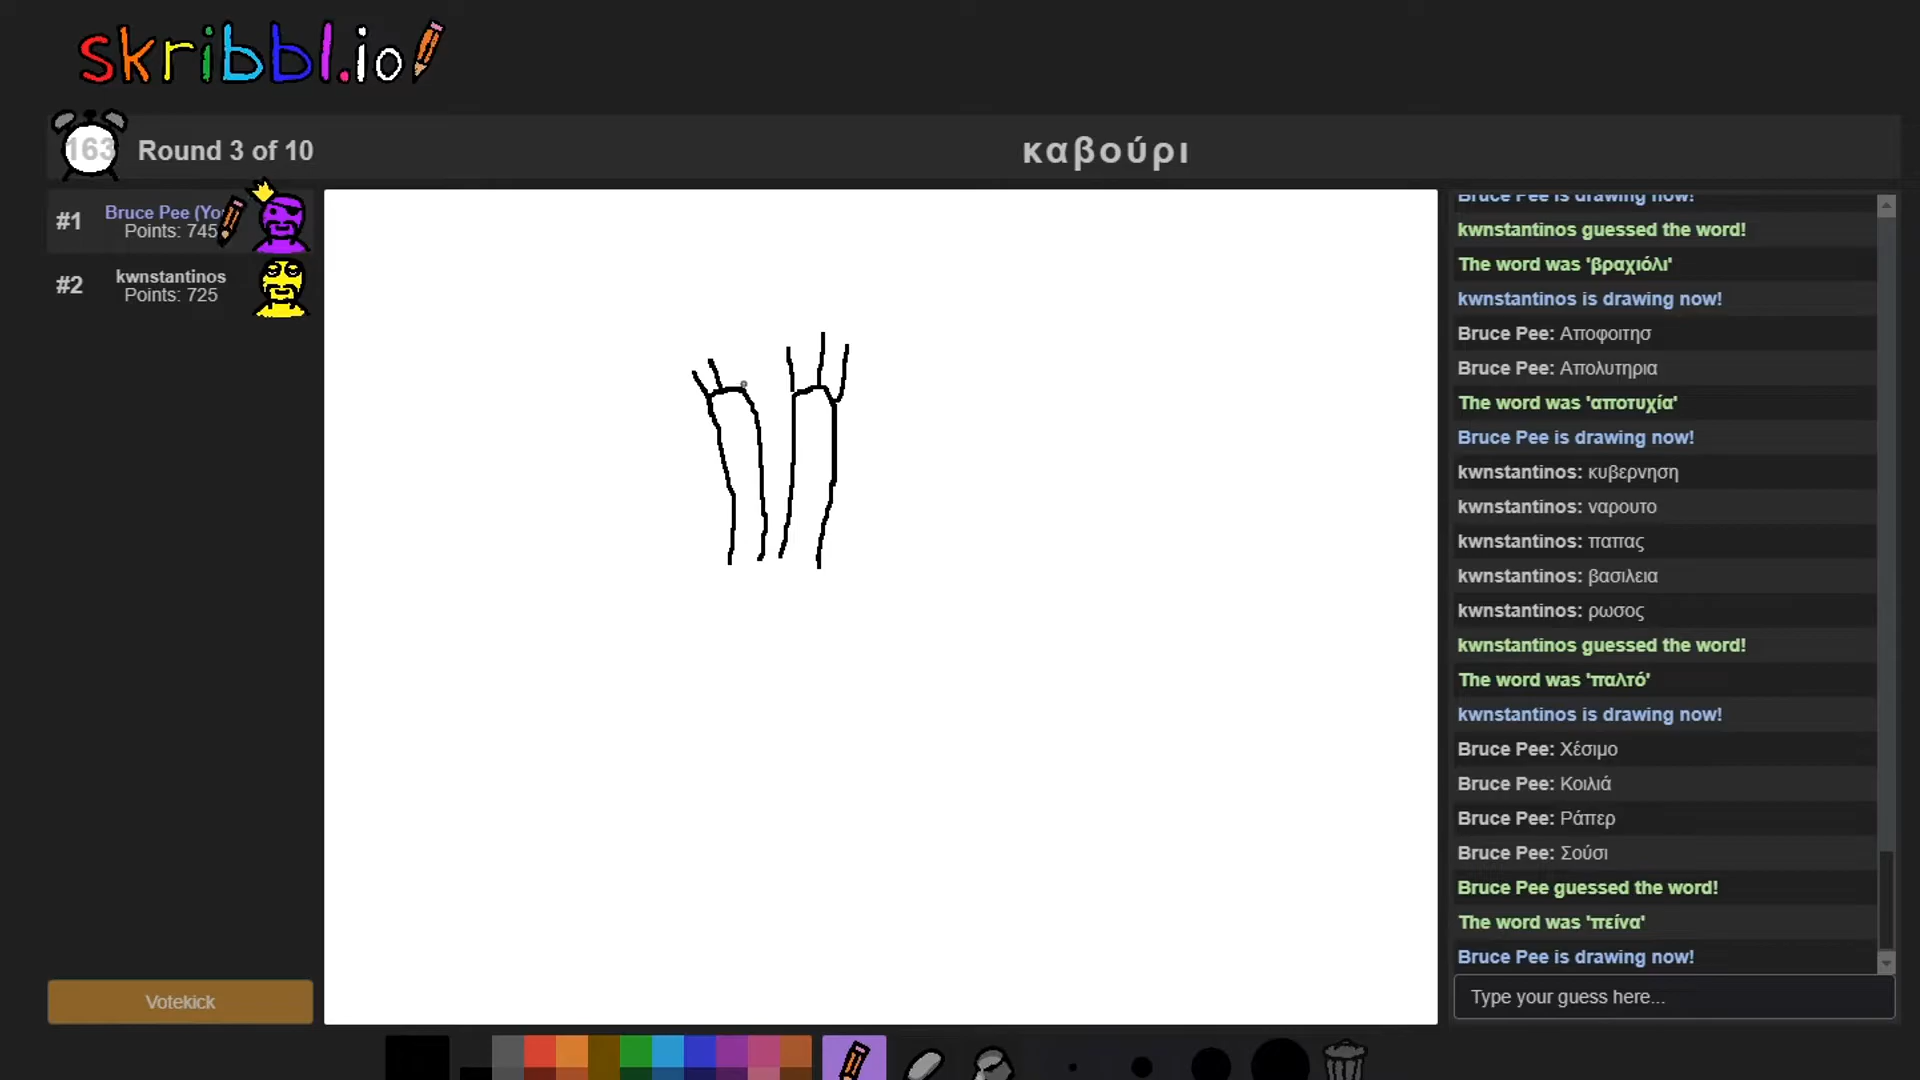 skribbl.io
163 Round 3 of 10
καβούρι
#1 Bruce Pee (Yo
Points: 745
#2 kwnstantinos
Points: 725
Votekick
Bruce Pee is drawing now!
kwnstantinos guessed the word!
The word was 'βραχιόλι'
kwnstantinos is drawing now!
Bruce Pee: Αποφοιτησ
Bruce Pee: Απολυτηρια
The word was 'αποτυχία'
Bruce Pee is drawing now!
kwnstantinos: κυβερνηση
kwnstantinos: ναρουτο
kwnstantinos: παπας
kwnstantinos: βασιλεια
kwnstantinos: ρωσος
kwnstantinos guessed the word!
The word was 'παλτό'
kwnstantinos is drawing now!
Bruce Pee: Χέσιμο
Bruce Pee: Κοιλιά
Bruce Pee: Ράπερ
Bruce Pee: Σούσι
Bruce Pee guessed the word!
The word was 'πείνα'
Bruce Pee is drawing now!
Type your guess here...